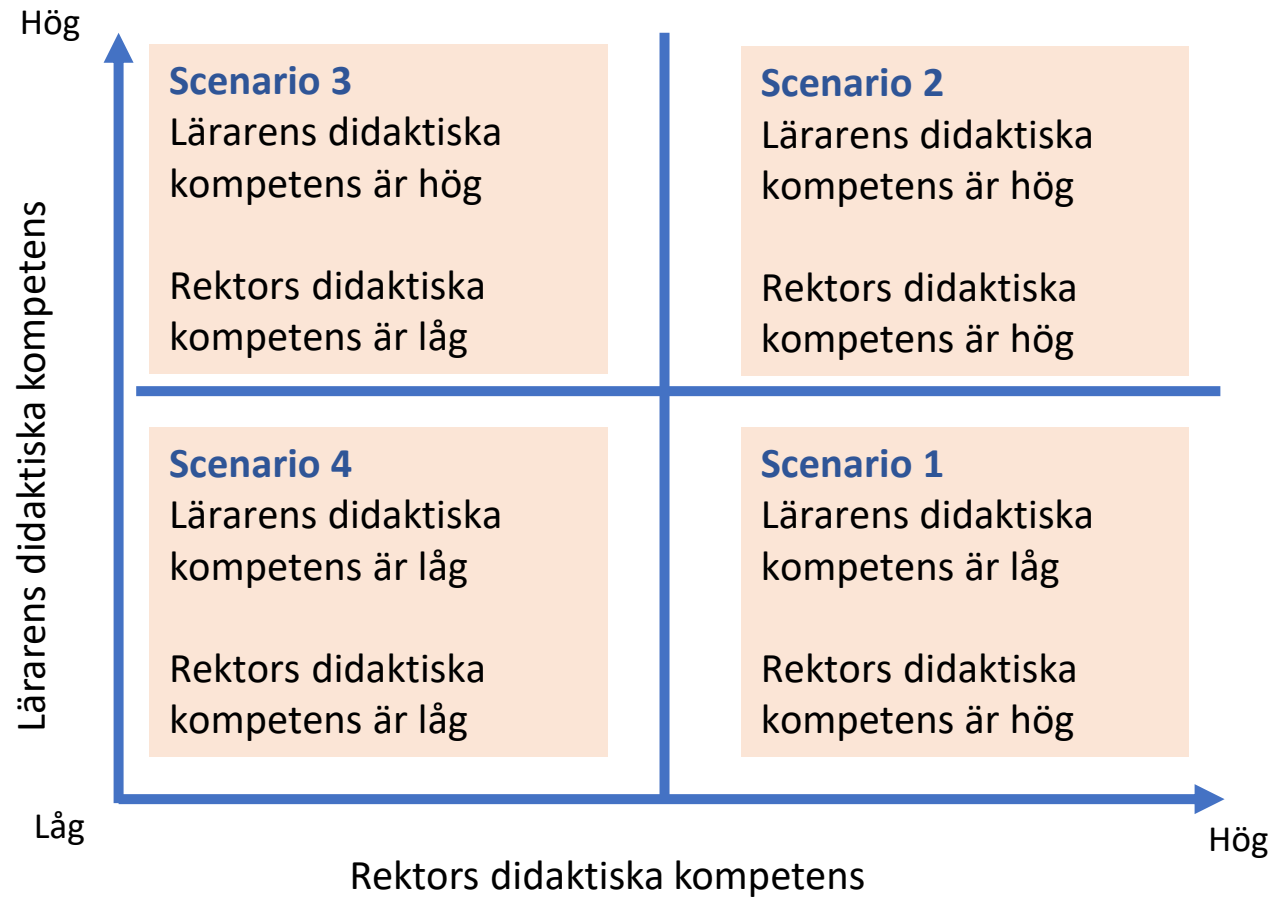 Hög
Lärarens didaktiska kompetens
Scenario 3
Lärarens didaktiska
kompetens är hög
Rektors didaktiska
kompetens är låg
Scenario 2
Lärarens didaktiska
kompetens är hög
Rektors didaktiska
kompetens är hög
Scenario 4
Lärarens didaktiska
kompetens är låg
Rektors didaktiska
kompetens är låg
Scenario 1
Lärarens didaktiska
kompetens är låg
Rektors didaktiska
kompetens är hög
Låg
Hög
Rektors didaktiska kompetens